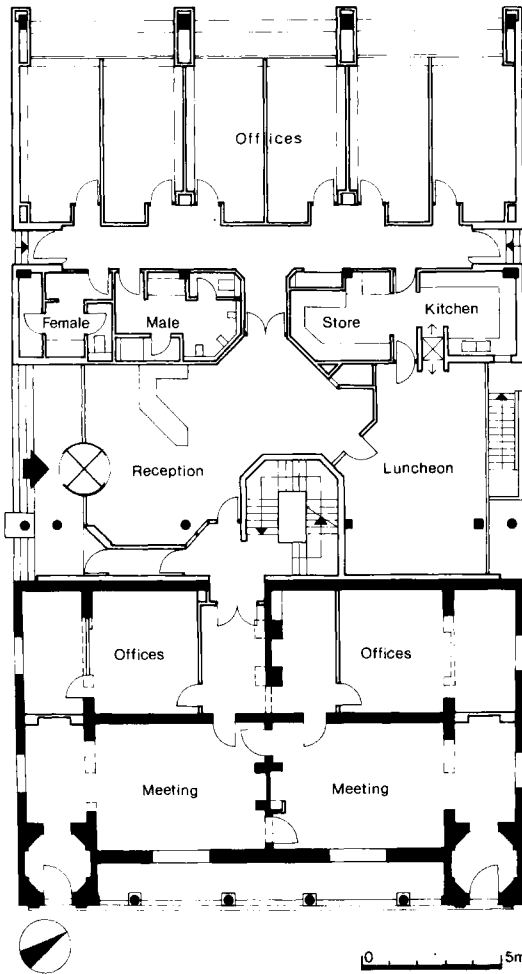 Offices
Female
Male
Store
Kitchen
Reception
Luncheon
Offices
Offices
Meeting
Meeting
0 5m